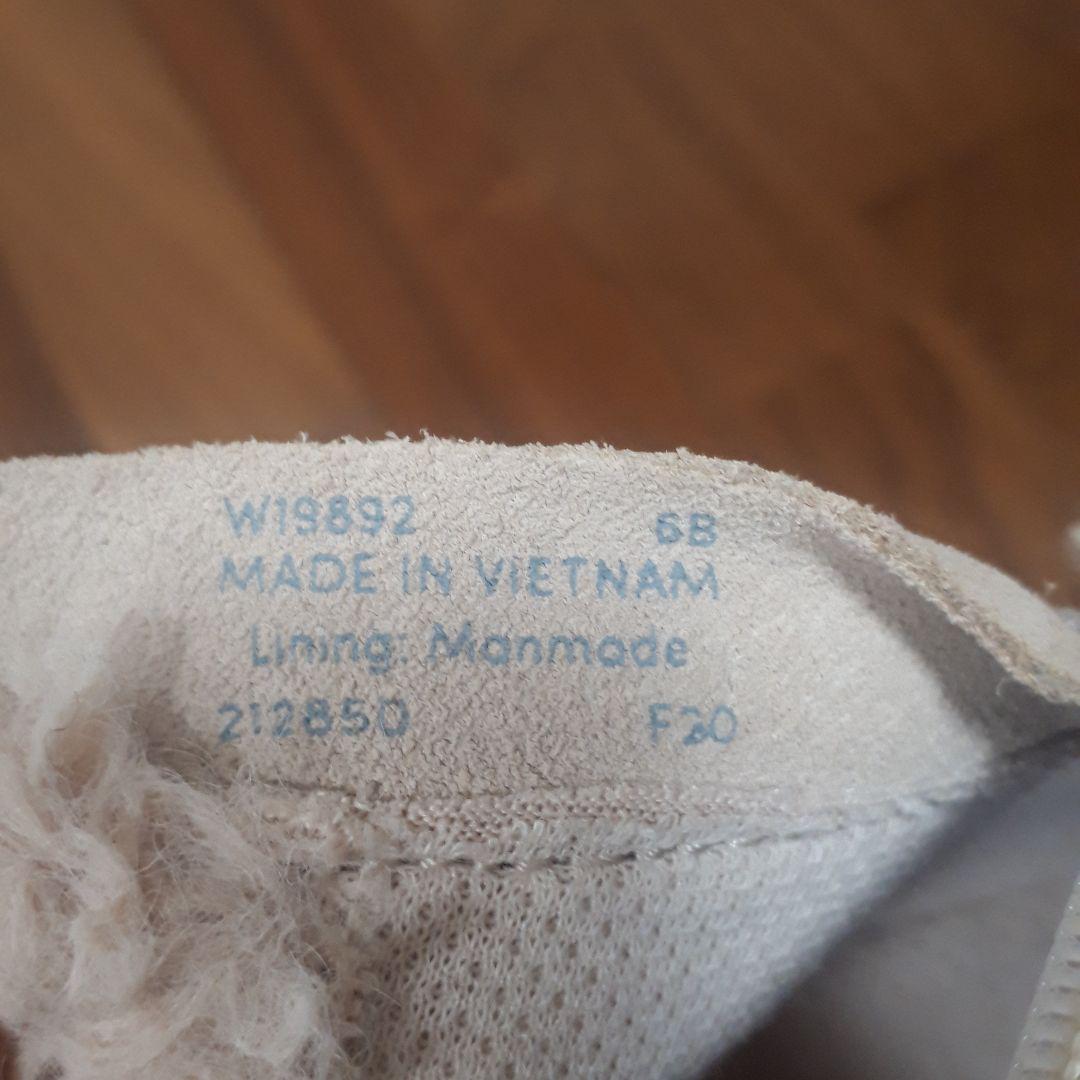 W19892 6B
MADE IN VIETNAM
Lining: Manmade
212850 F20